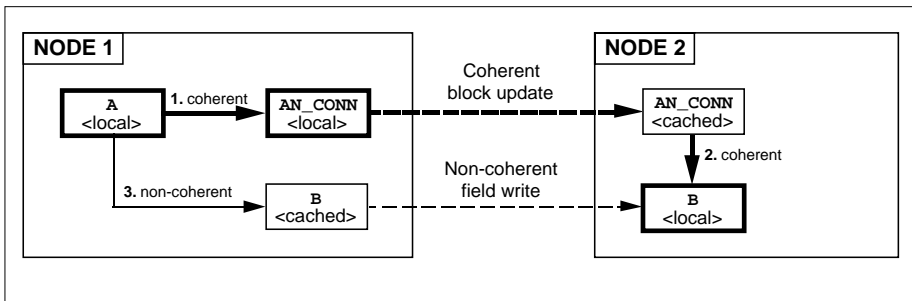 NODE 1
NODE 2
A
<local>
1. coherent
AN_CONN
<local>
Coherent
block update
AN_CONN
<cached>
2. coherent
3. non-coherent
B
<cached>
Non-coherent
field write
B
<local>